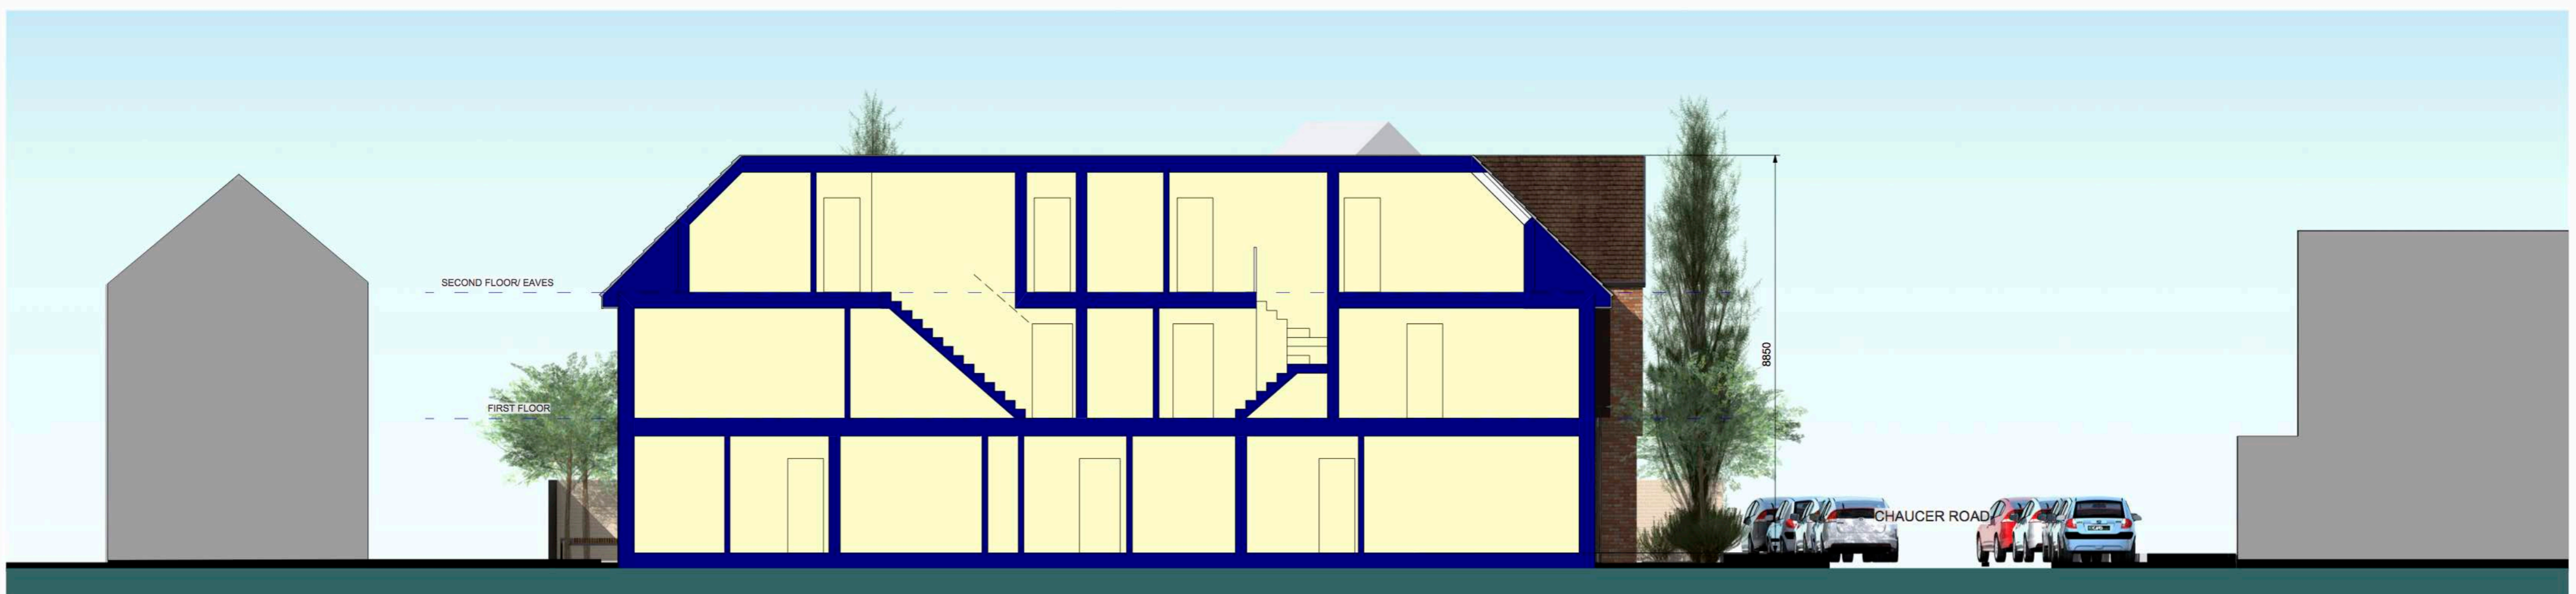 SECOND FLOOR/ EAVES
FIRST FLOOR
8850
CHAUCER ROAD